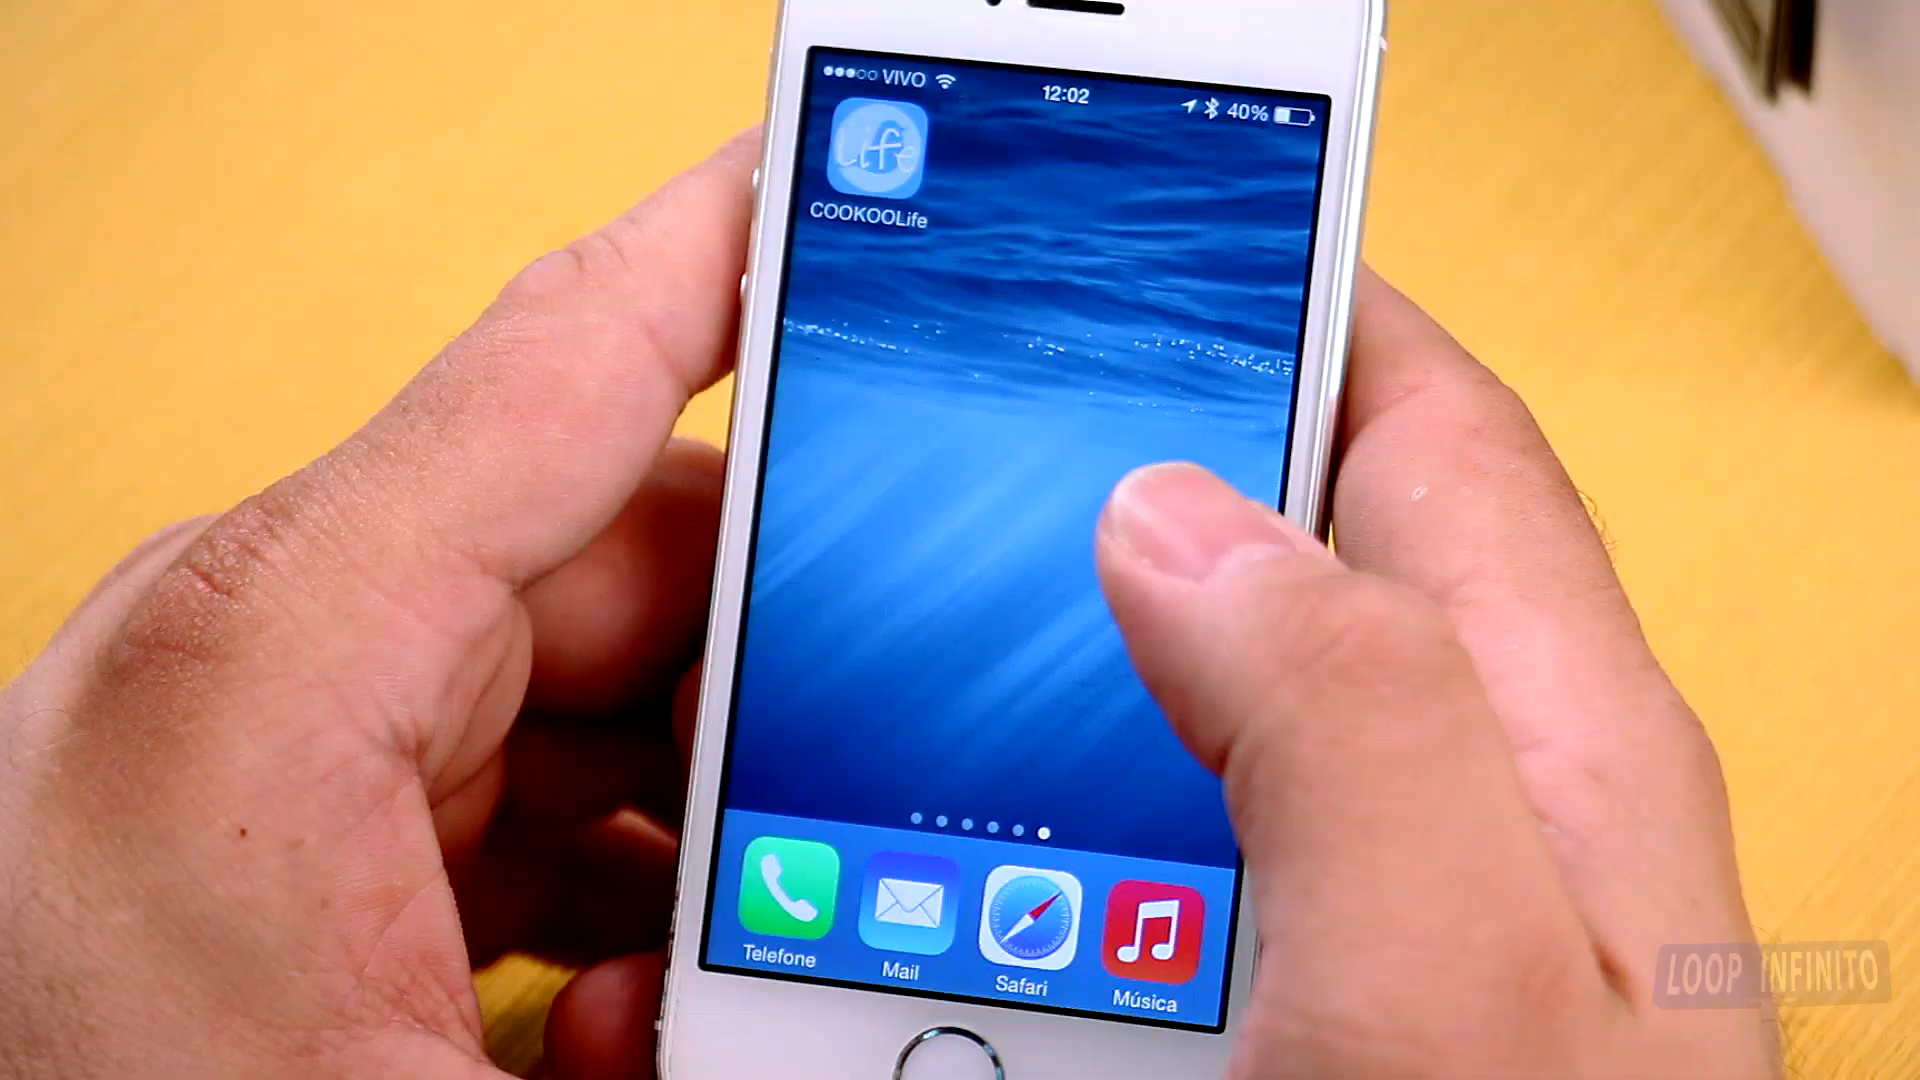 VIVO
12:02
40%
Life
COOKOOLife
Telefone
Mail
Safari
Música
LOOP INFINITO